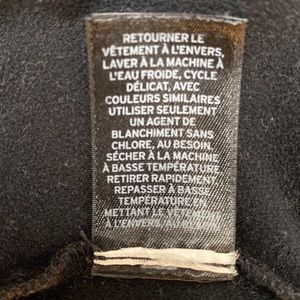 RETOURNER LE
VÊTEMENT À L'ENVERS,
LAVER À LA MACHINE À
L'EAU FROIDE, CYCLE
DÉLICAT, AVEC
COULEURS SIMILAIRES
UTILISER SEULEMENT
UN AGENT DE
BLANCHIMENT SANS
CHLORE, AU BESOIN.
SÉCHER À LA MACHINE
À BASSE TEMPÉRATURE
RETIRER RAPIDEMENT
REPASSER À BASSE
TEMPÉRATURE EN
METTANT LE VÊTEMENT
À L'ENVERS,